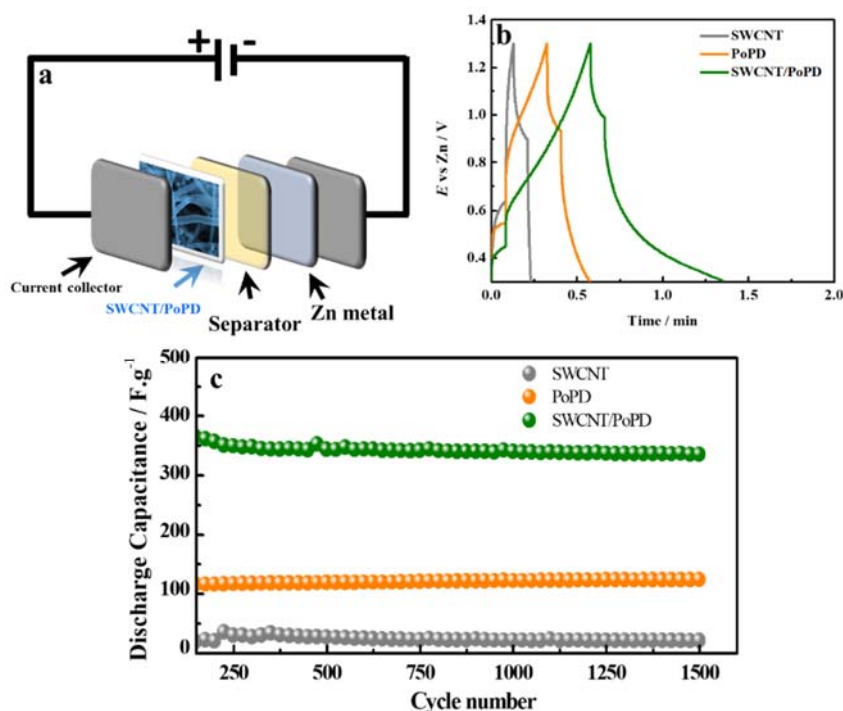 a
+ -
Current collector
SWCNT/PoPD
Separator
Zn metal
b
SWCNT
PoPD
SWCNT/PoPD
1.4
1.2
1.0
0.8
0.6
0.4
E vs Zn / V
0.0 0.5 1.0 1.5 2.0
Time / min
c
SWCNT
PoPD
SWCNT/PoPD
500
400
300
200
100
50
0
Discharge Capacitance / F.g-1
250 500 750 1000 1250 1500
Cycle number